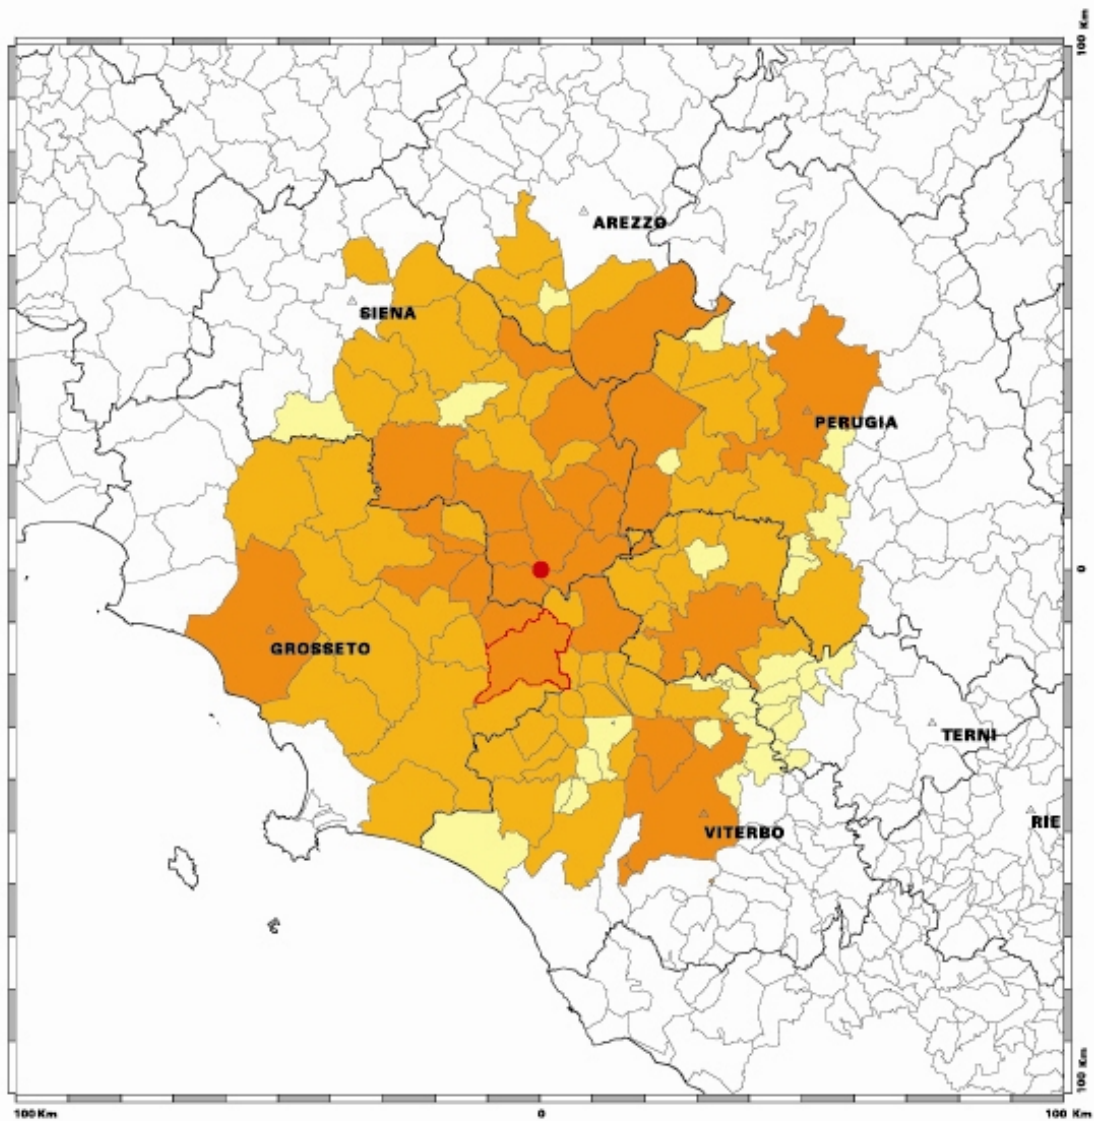 100 Km
AREZZO
SIENA
PERUGIA
0
GROSSETO
TERNI
RIE
VITERBO
100 Km
100 Km
0
100 Km